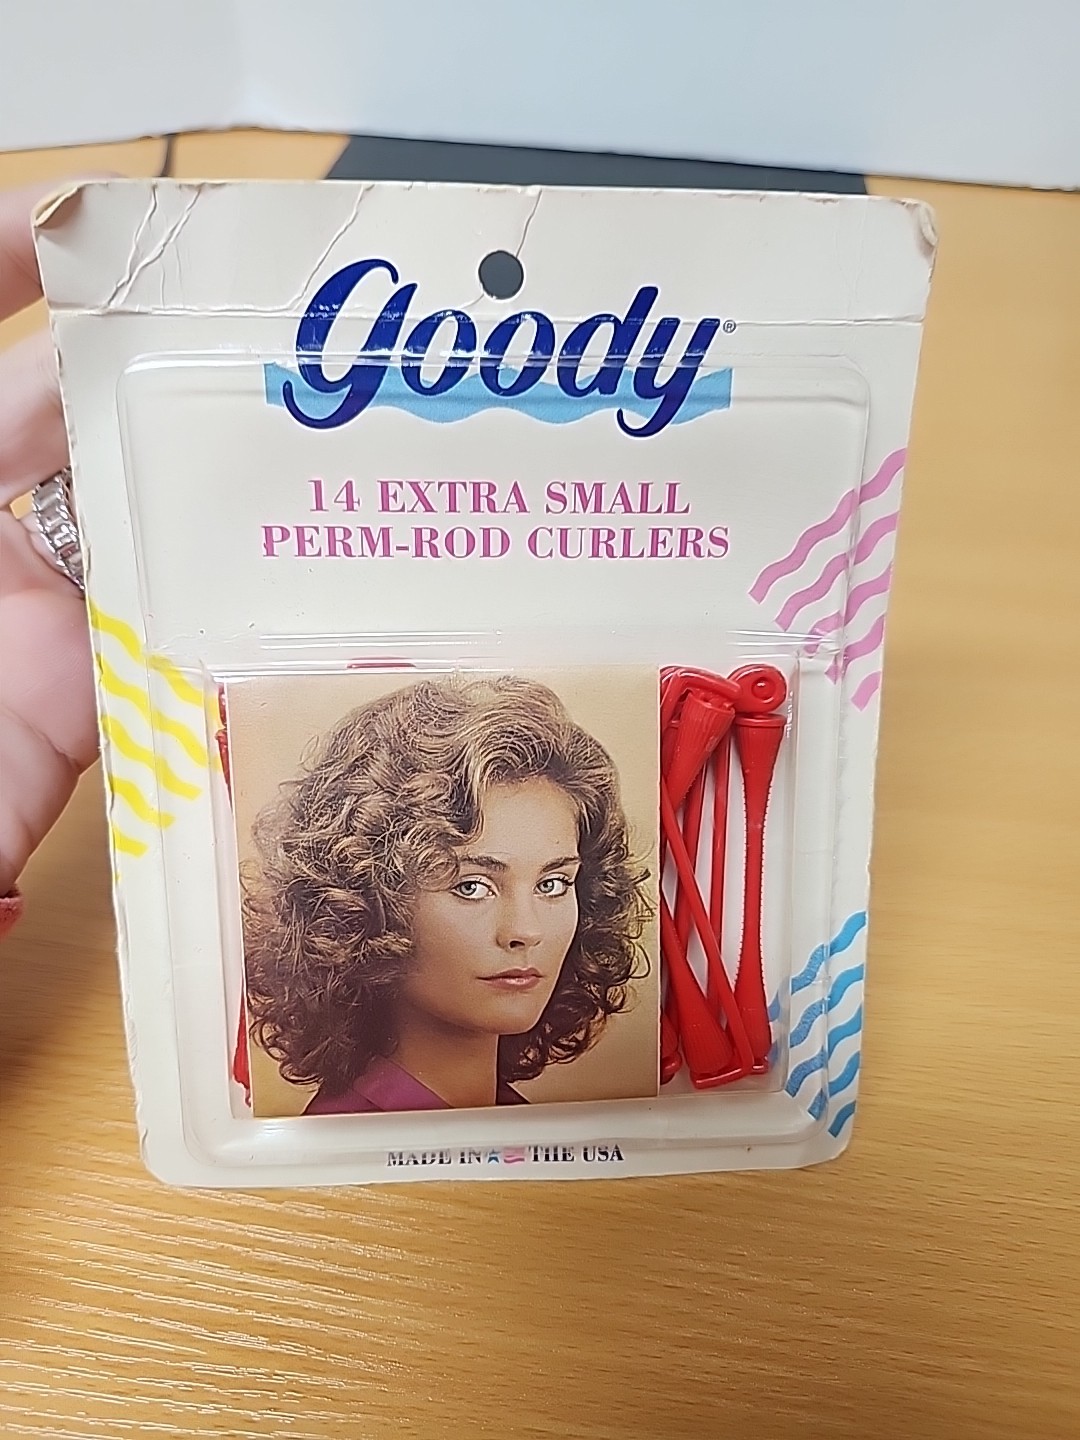 goody®
14 EXTRA SMALL
PERM-ROD CURLERS
MADE IN THE USA